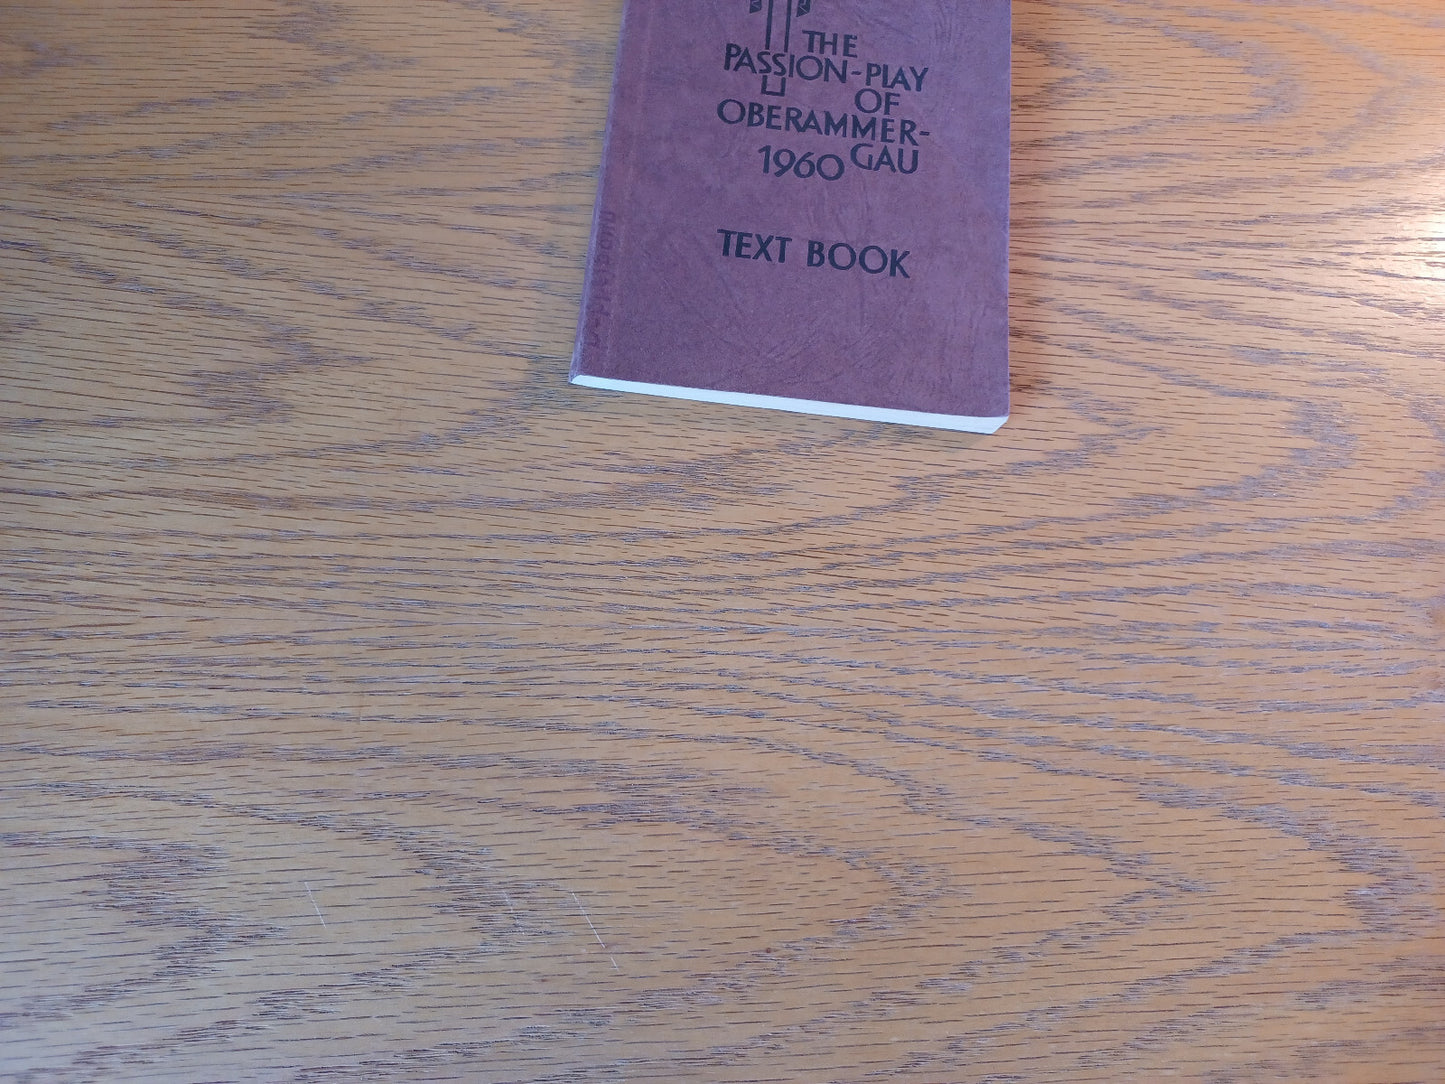 THE
PASSION-PLAY
OF
OBERAMMER-
GAU
1960
TEXT BOOK